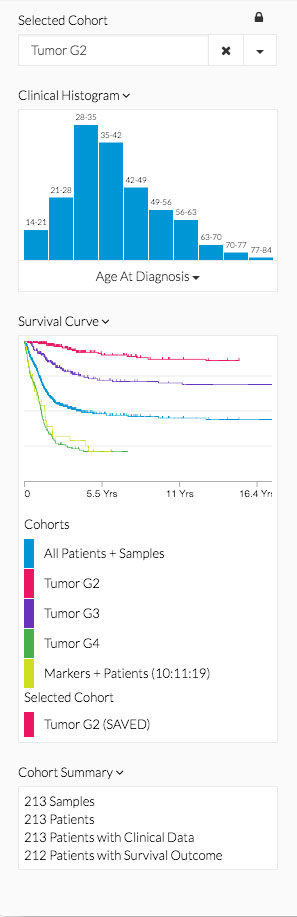 Selected Cohort
Tumor G2
Clinical Histogram
28-35
35-42
42-49
21-28
49-56
56-63
14-21
63-70
70-77
77-84
Age At Diagnosis
Survival Curve
0
5.5 Yrs
11 Yrs
16.4 Yrs
Cohorts
All Patients + Samples
Tumor G2
Tumor G3
Tumor G4
Markers + Patients (10:11:19)
Selected Cohort
Tumor G2 (SAVED)
Cohort Summary
213 Samples
213 Patients
213 Patients with Clinical Data
212 Patients with Survival Outcome